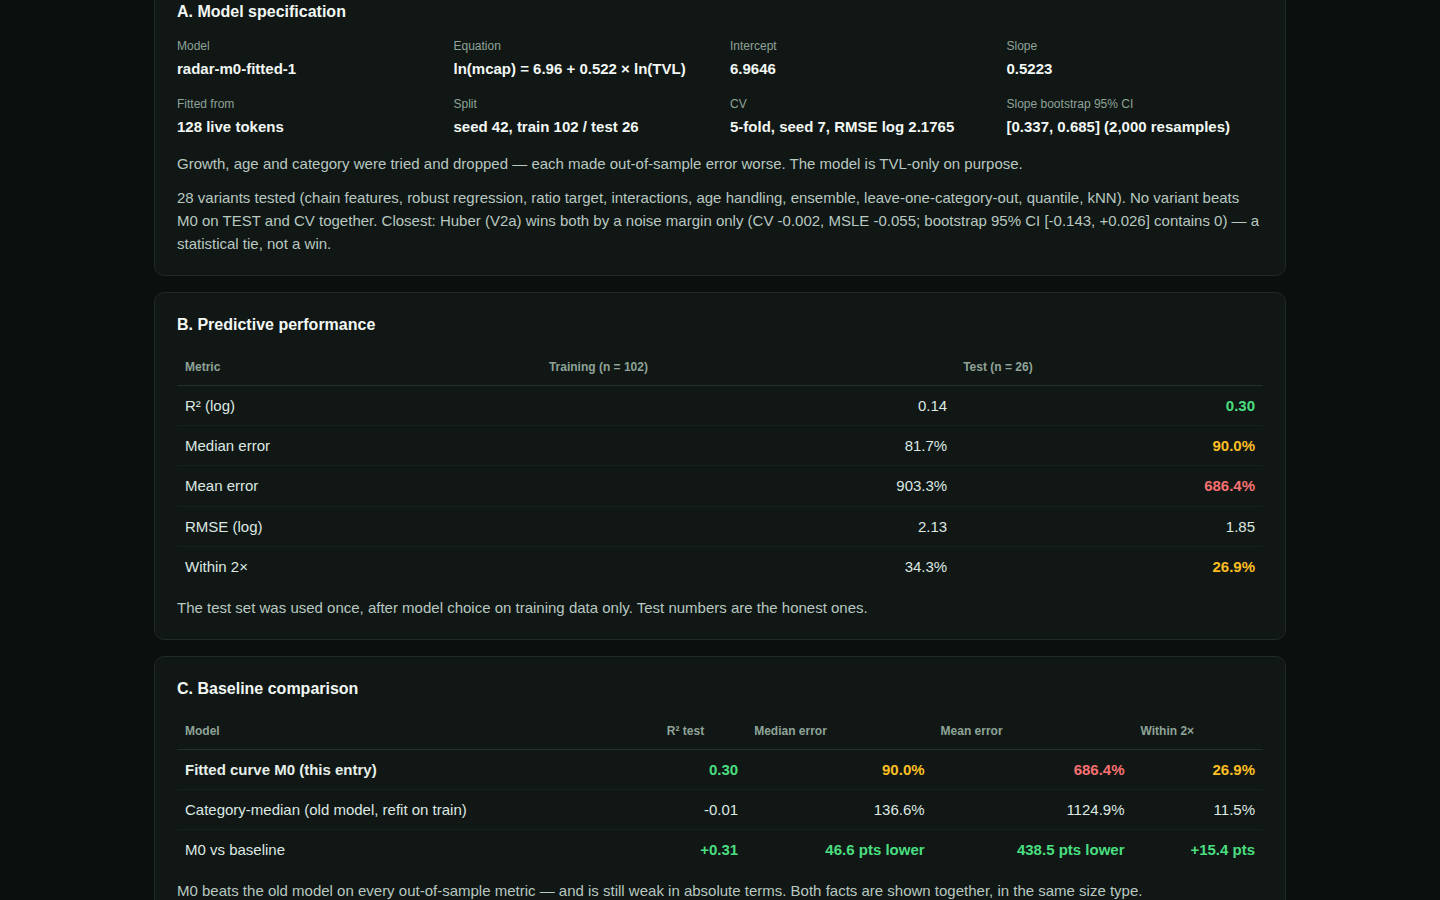 A. Model specification
Model Equation Intercept Slope
radar-m0-fitted-1 ln(mcap) = 6.96 + 0.522 × ln(TVL) 6.9646 0.5223
Fitted from Split CV Slope bootstrap 95% CI
128 live tokens seed 42, train 102 / test 26 5-fold, seed 7, RMSE log 2.1765 [0.337, 0.685] (2,000 resamples)
Growth, age and category were tried and dropped — each made out-of-sample error worse. The model is TVL-only on purpose.
28 variants tested (chain features, robust regression, ratio target, interactions, age handling, ensemble, leave-one-category-out, quantile, kNN). No variant beats
M0 on TEST and CV together. Closest: Huber (V2a) wins both by a noise margin only (CV -0.002, MSLE -0.055; bootstrap 95% CI [-0.143, +0.026] contains 0) — a
statistical tie, not a win.
B. Predictive performance
Metric Training (n = 102) Test (n = 26)
R² (log) 0.14 0.30
Median error 81.7% 90.0%
Mean error 903.3% 686.4%
RMSE (log) 2.13 1.85
Within 2× 34.3% 26.9%
The test set was used once, after model choice on training data only. Test numbers are the honest ones.
C. Baseline comparison
Model R² test Median error Mean error Within 2×
Fitted curve M0 (this entry) 0.30 90.0% 686.4% 26.9%
Category-median (old model, refit on train) -0.01 136.6% 1124.9% 11.5%
M0 vs baseline +0.31 46.6 pts lower 438.5 pts lower +15.4 pts
M0 beats the old model on every out-of-sample metric — and is still weak in absolute terms. Both facts are shown together, in the same size type.